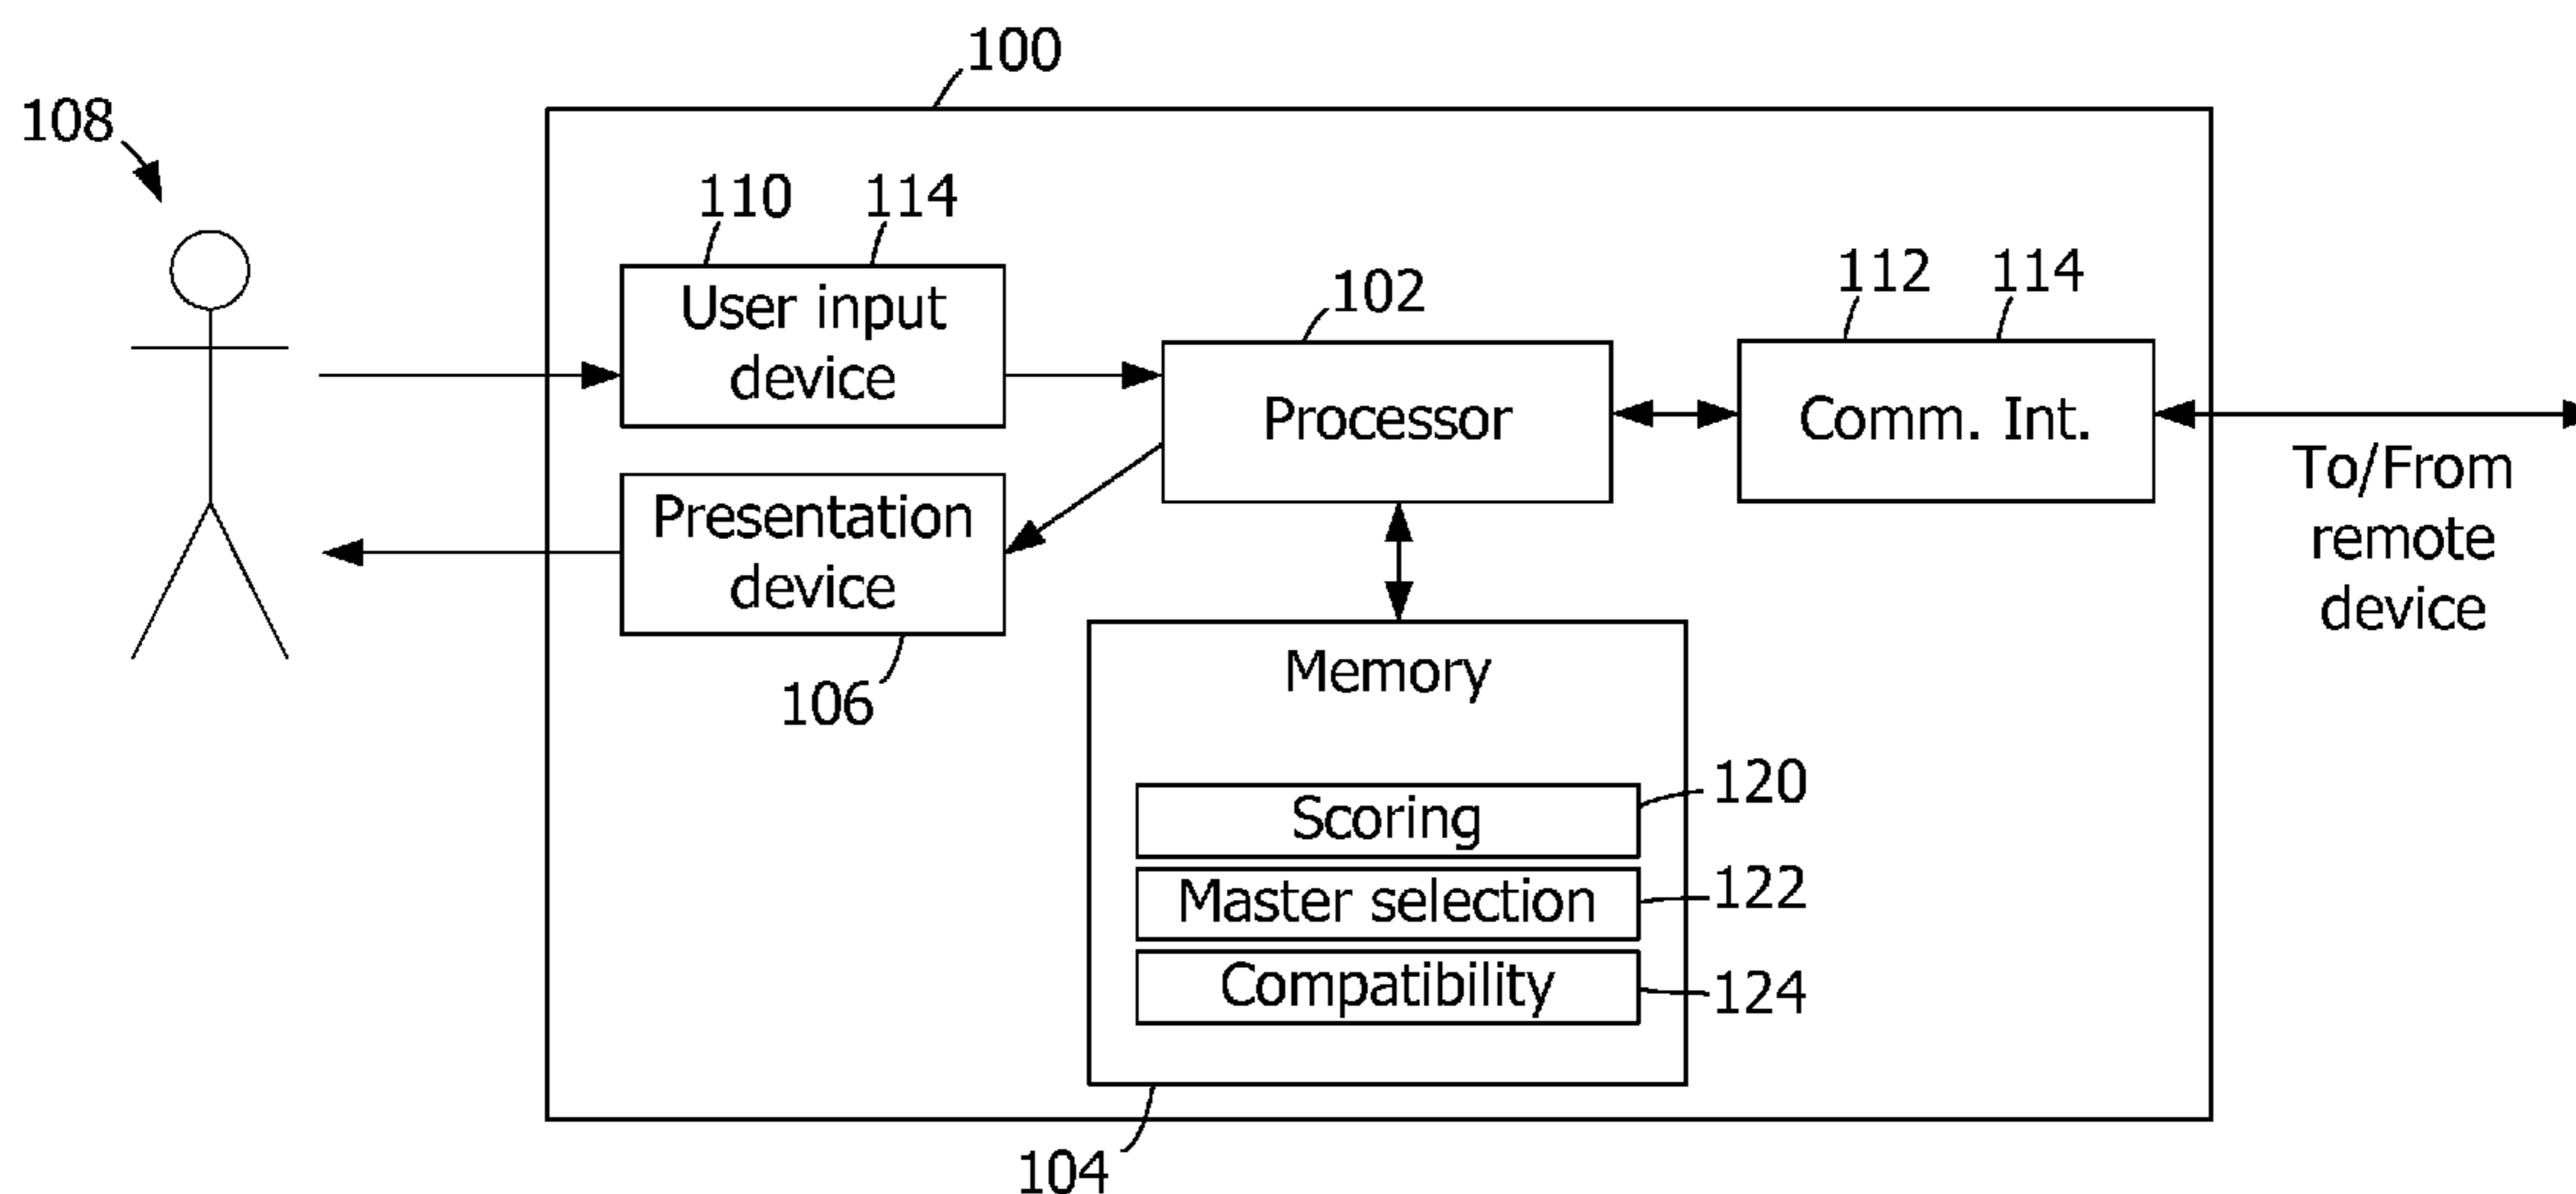 100
108
110
114
User input
device
102
Processor
112
114
Comm. Int.
To/From
remote
device
Presentation
device
106
Memory
Scoring
120
Master selection
122
Compatibility
124
104